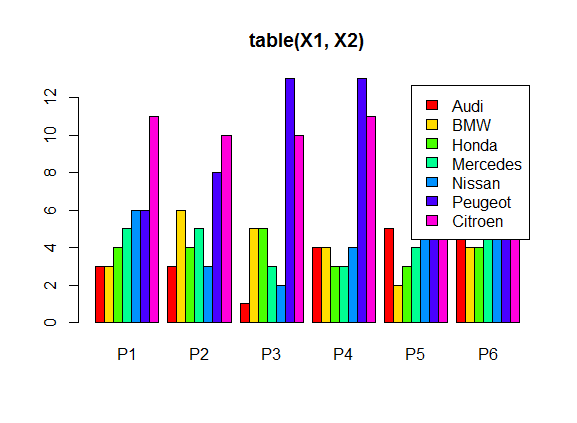 table(X1, X2)
12
10
8
6
4
2
0
Audi
BMW
Honda
Mercedes
Nissan
Peugeot
Citroen
P1 P2 P3 P4 P5 P6